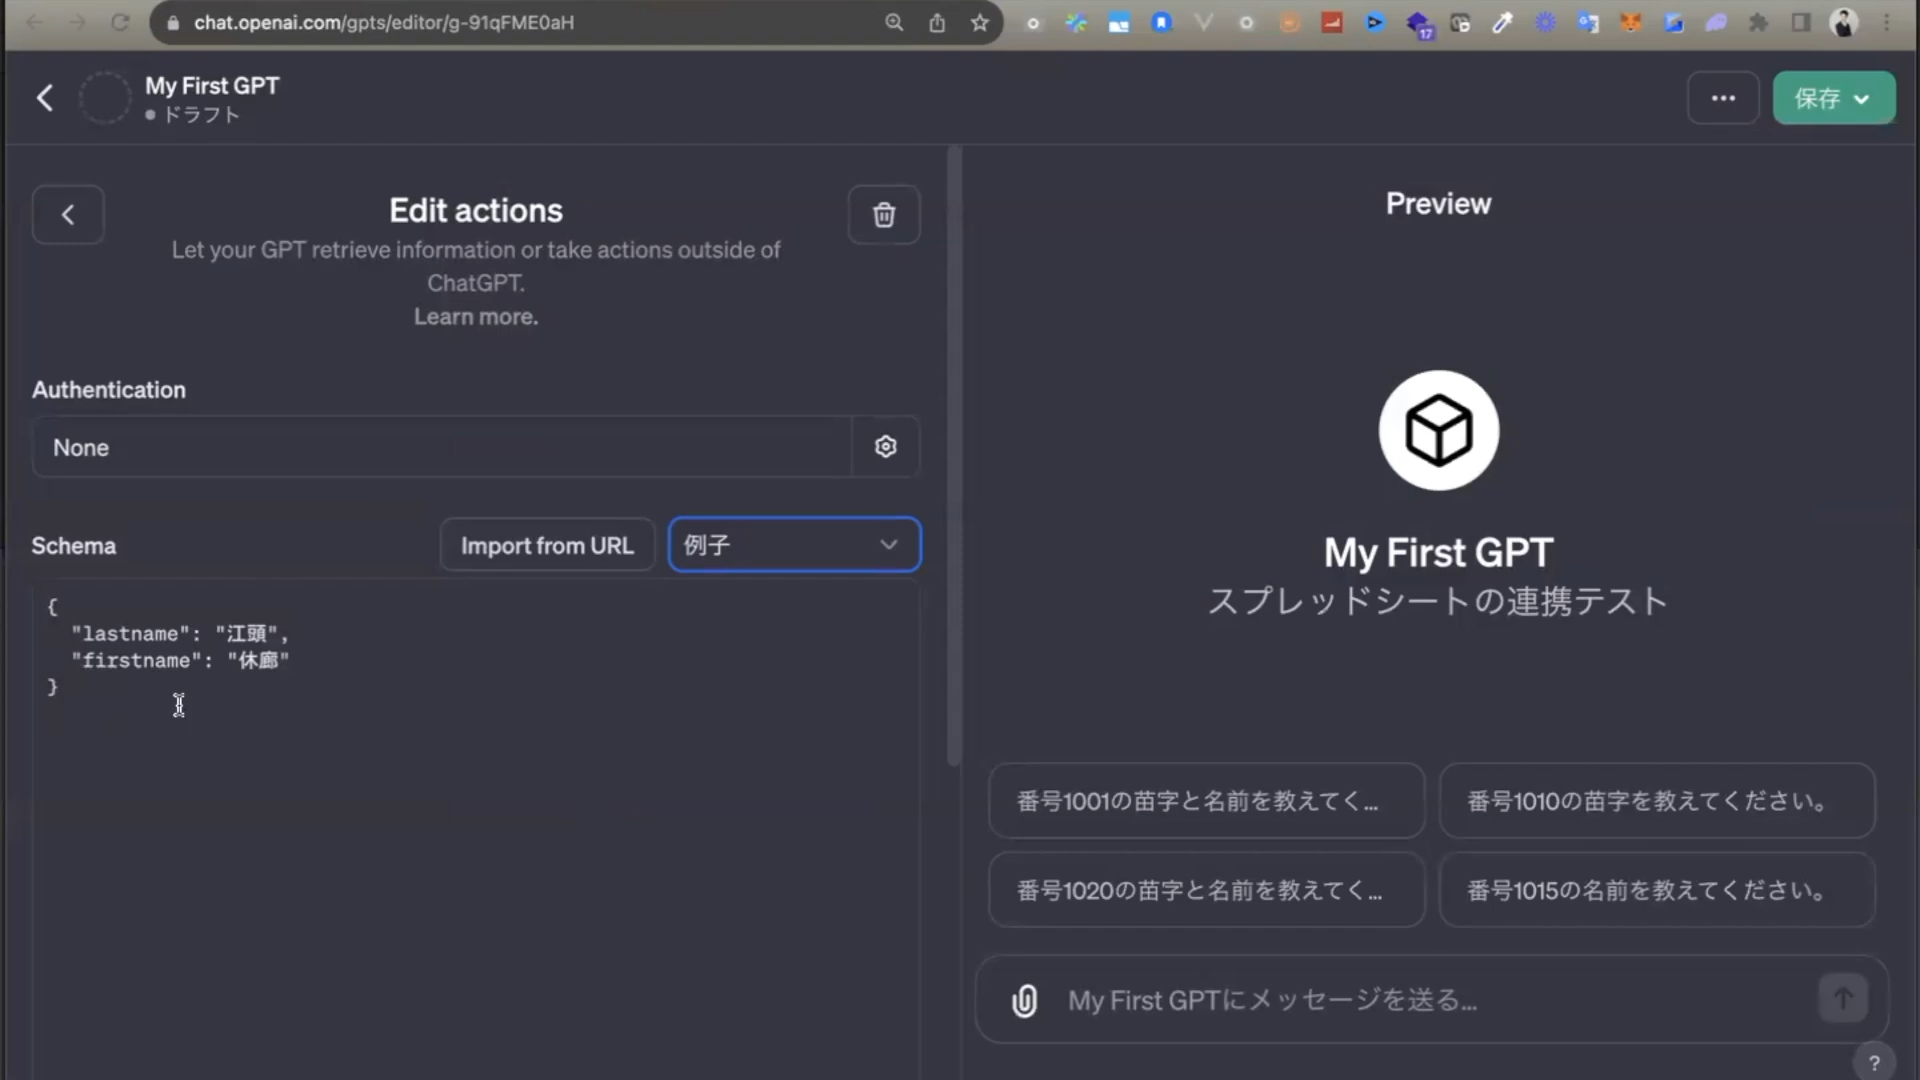 chat.openai.com/gpts/editor/g-91qFME0aH
17
My First GPT
ドラフト
保存
Edit actions
Let your GPT retrieve information or take actions outside of
ChatGPT.
Learn more.
Authentication
None
Schema
Import from URL
例子
{
"lastname": "江頭",
"firstname": "休廊"
}
Preview
My First GPT
スプレッドシートの連携テスト
番号1001の苗字と名前を教えてく...
番号1010の苗字を教えてください。
番号1020の苗字と名前を教えてく...
番号1015の名前を教えてください。
My First GPTにメッセージを送る...
?